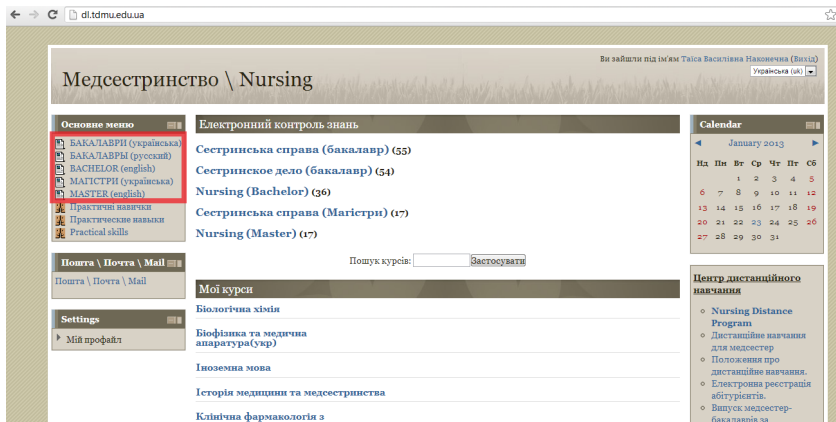 dl.tdmu.edu.ua
Ви зайшли під ім'ям Таїса Василівна Наконечна (Вихід)
Українська (uk)
Медсестринство \ Nursing
Основне меню
БАКАЛАВРИ (українська)
БАКАЛАВРЫ (русский)
BACHELOR (english)
МАГІСТРИ (українська)
MASTER (english)
Практичні навички
Практические навыки
Practical skills
Пошта \ Почта \ Mail
Пошта \ Почта \ Mail
Settings
Мій профайл
Електронний контроль знань
Сестринська справа (бакалавр) (55)
Сестринское дело (бакалавр) (54)
Nursing (Bachelor) (36)
Сестринська справа (Магістри) (17)
Nursing (Master) (17)
Пошук курсів: Застосувати
Мої курси
Біологічна хімія
Біофізика та медична
апаратура(укр)
Іноземна мова
Історія медицини та медсестринства
Клінічна фармакологія з
Calendar
January 2013
Нд Пн Вт Ср Чт Пт Сб
1 2 3 4 5
6 7 8 9 10 11 12
13 14 15 16 17 18 19
20 21 22 23 24 25 26
27 28 29 30 31
Центр дистанційного
навчання
Nursing Distance
Program
Дистанційне навчання
для медсестер
Положення про
дистанційне навчання.
Електронна реєстрація
абітурієнтів.
Випуск медсестер-
бакалаврів за